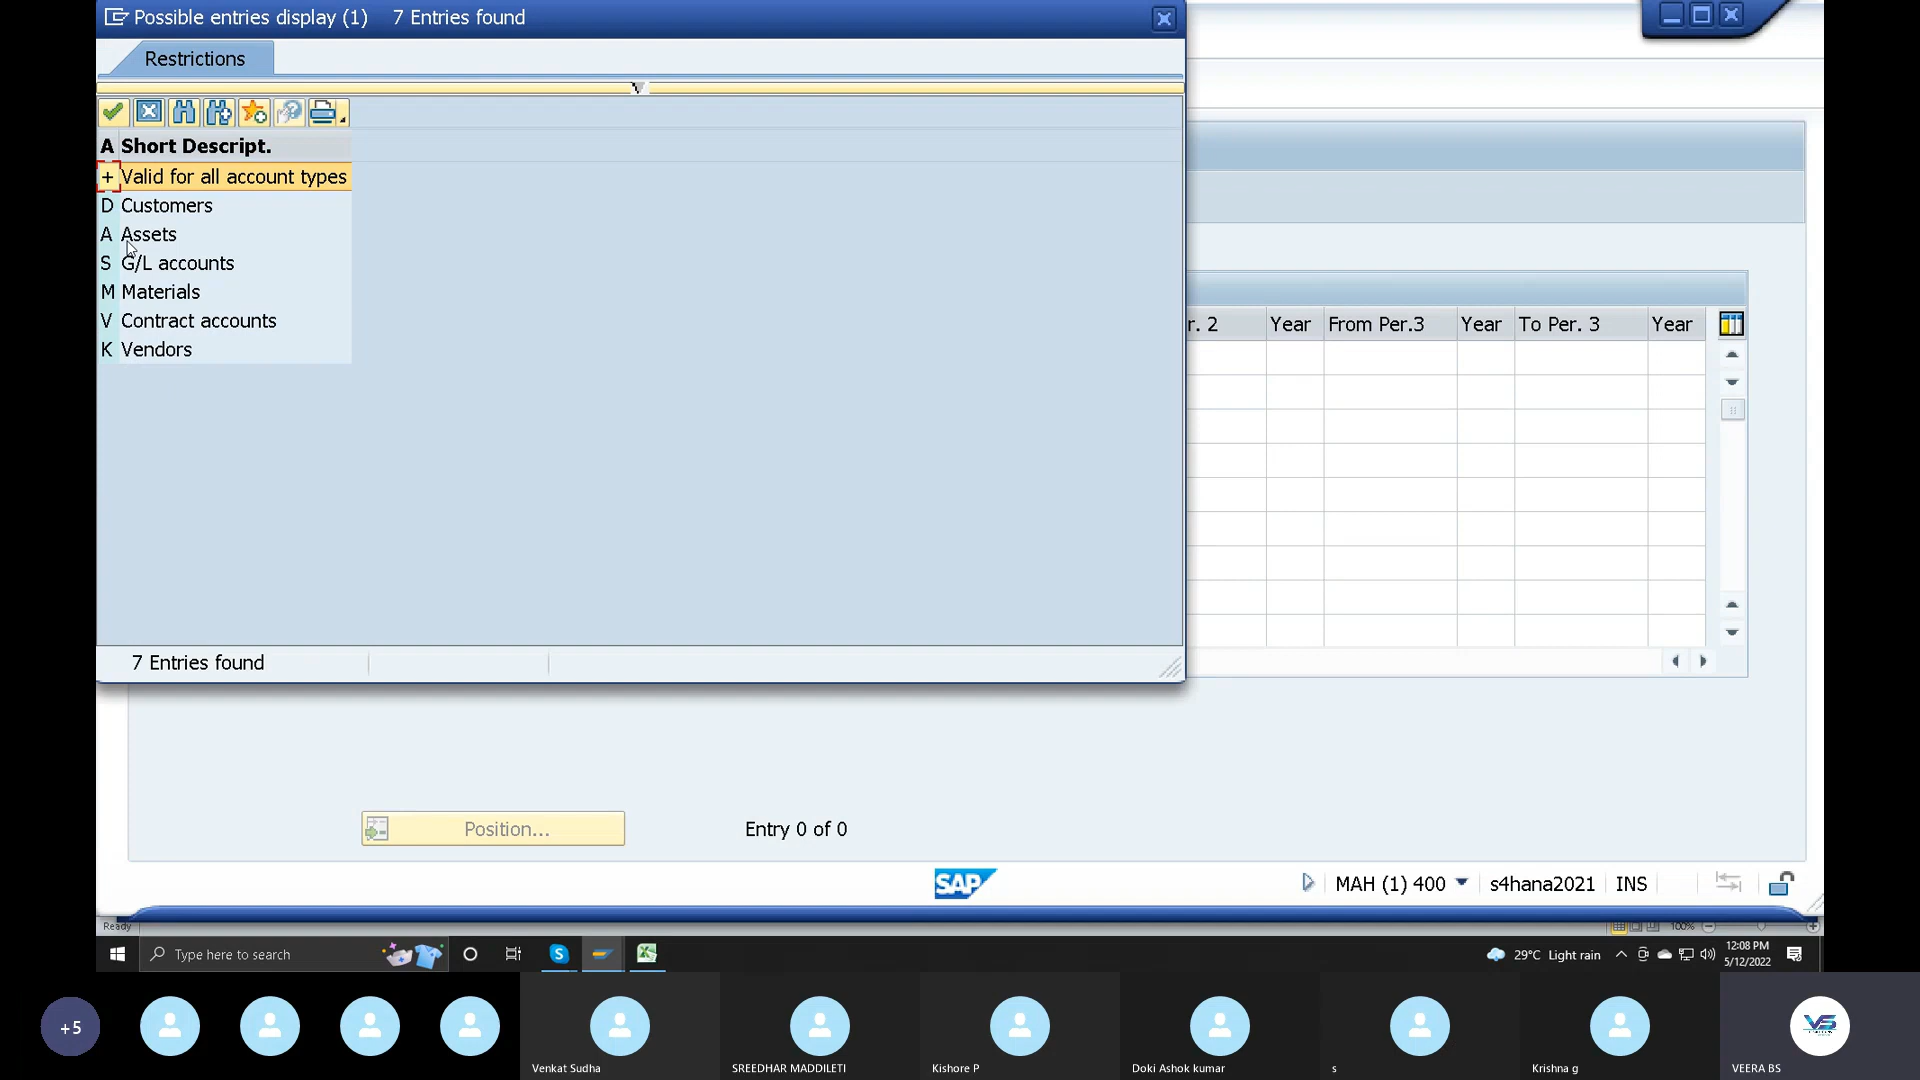 Possible entries display (1) 7 Entries found
Restrictions
A Short Descript.
+ Valid for all account types
D Customers
A Assets
S G/L accounts
M Materials
V Contract accounts
K Vendors
r. 2 Year From Per.3 Year To Per. 3 Year
7 Entries found
Position... Entry 0 of 0
SAP MAH (1) 400 s4hana2021 INS
Ready 100%
Type here to search S 29°C Light rain 12:08 PM
5/12/2022
+5 VS
Venkat Sudha SREEDHAR MADDILETI Kishore P Doki Ashok kumar s Krishna g VEERA BS